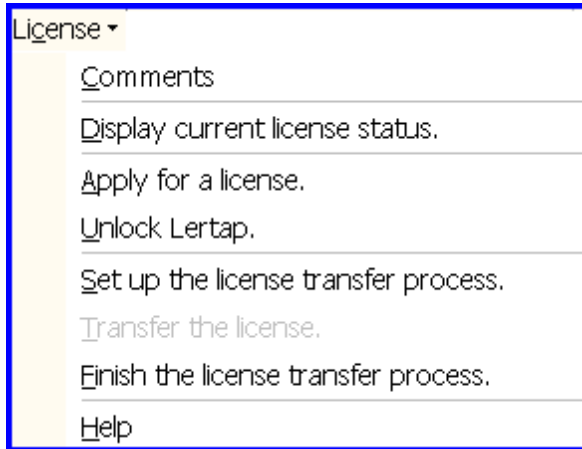 License
Comments
Display current license status.
Apply for a license.
Unlock Lertap.
Set up the license transfer process.
Transfer the license.
Finish the license transfer process.
Help